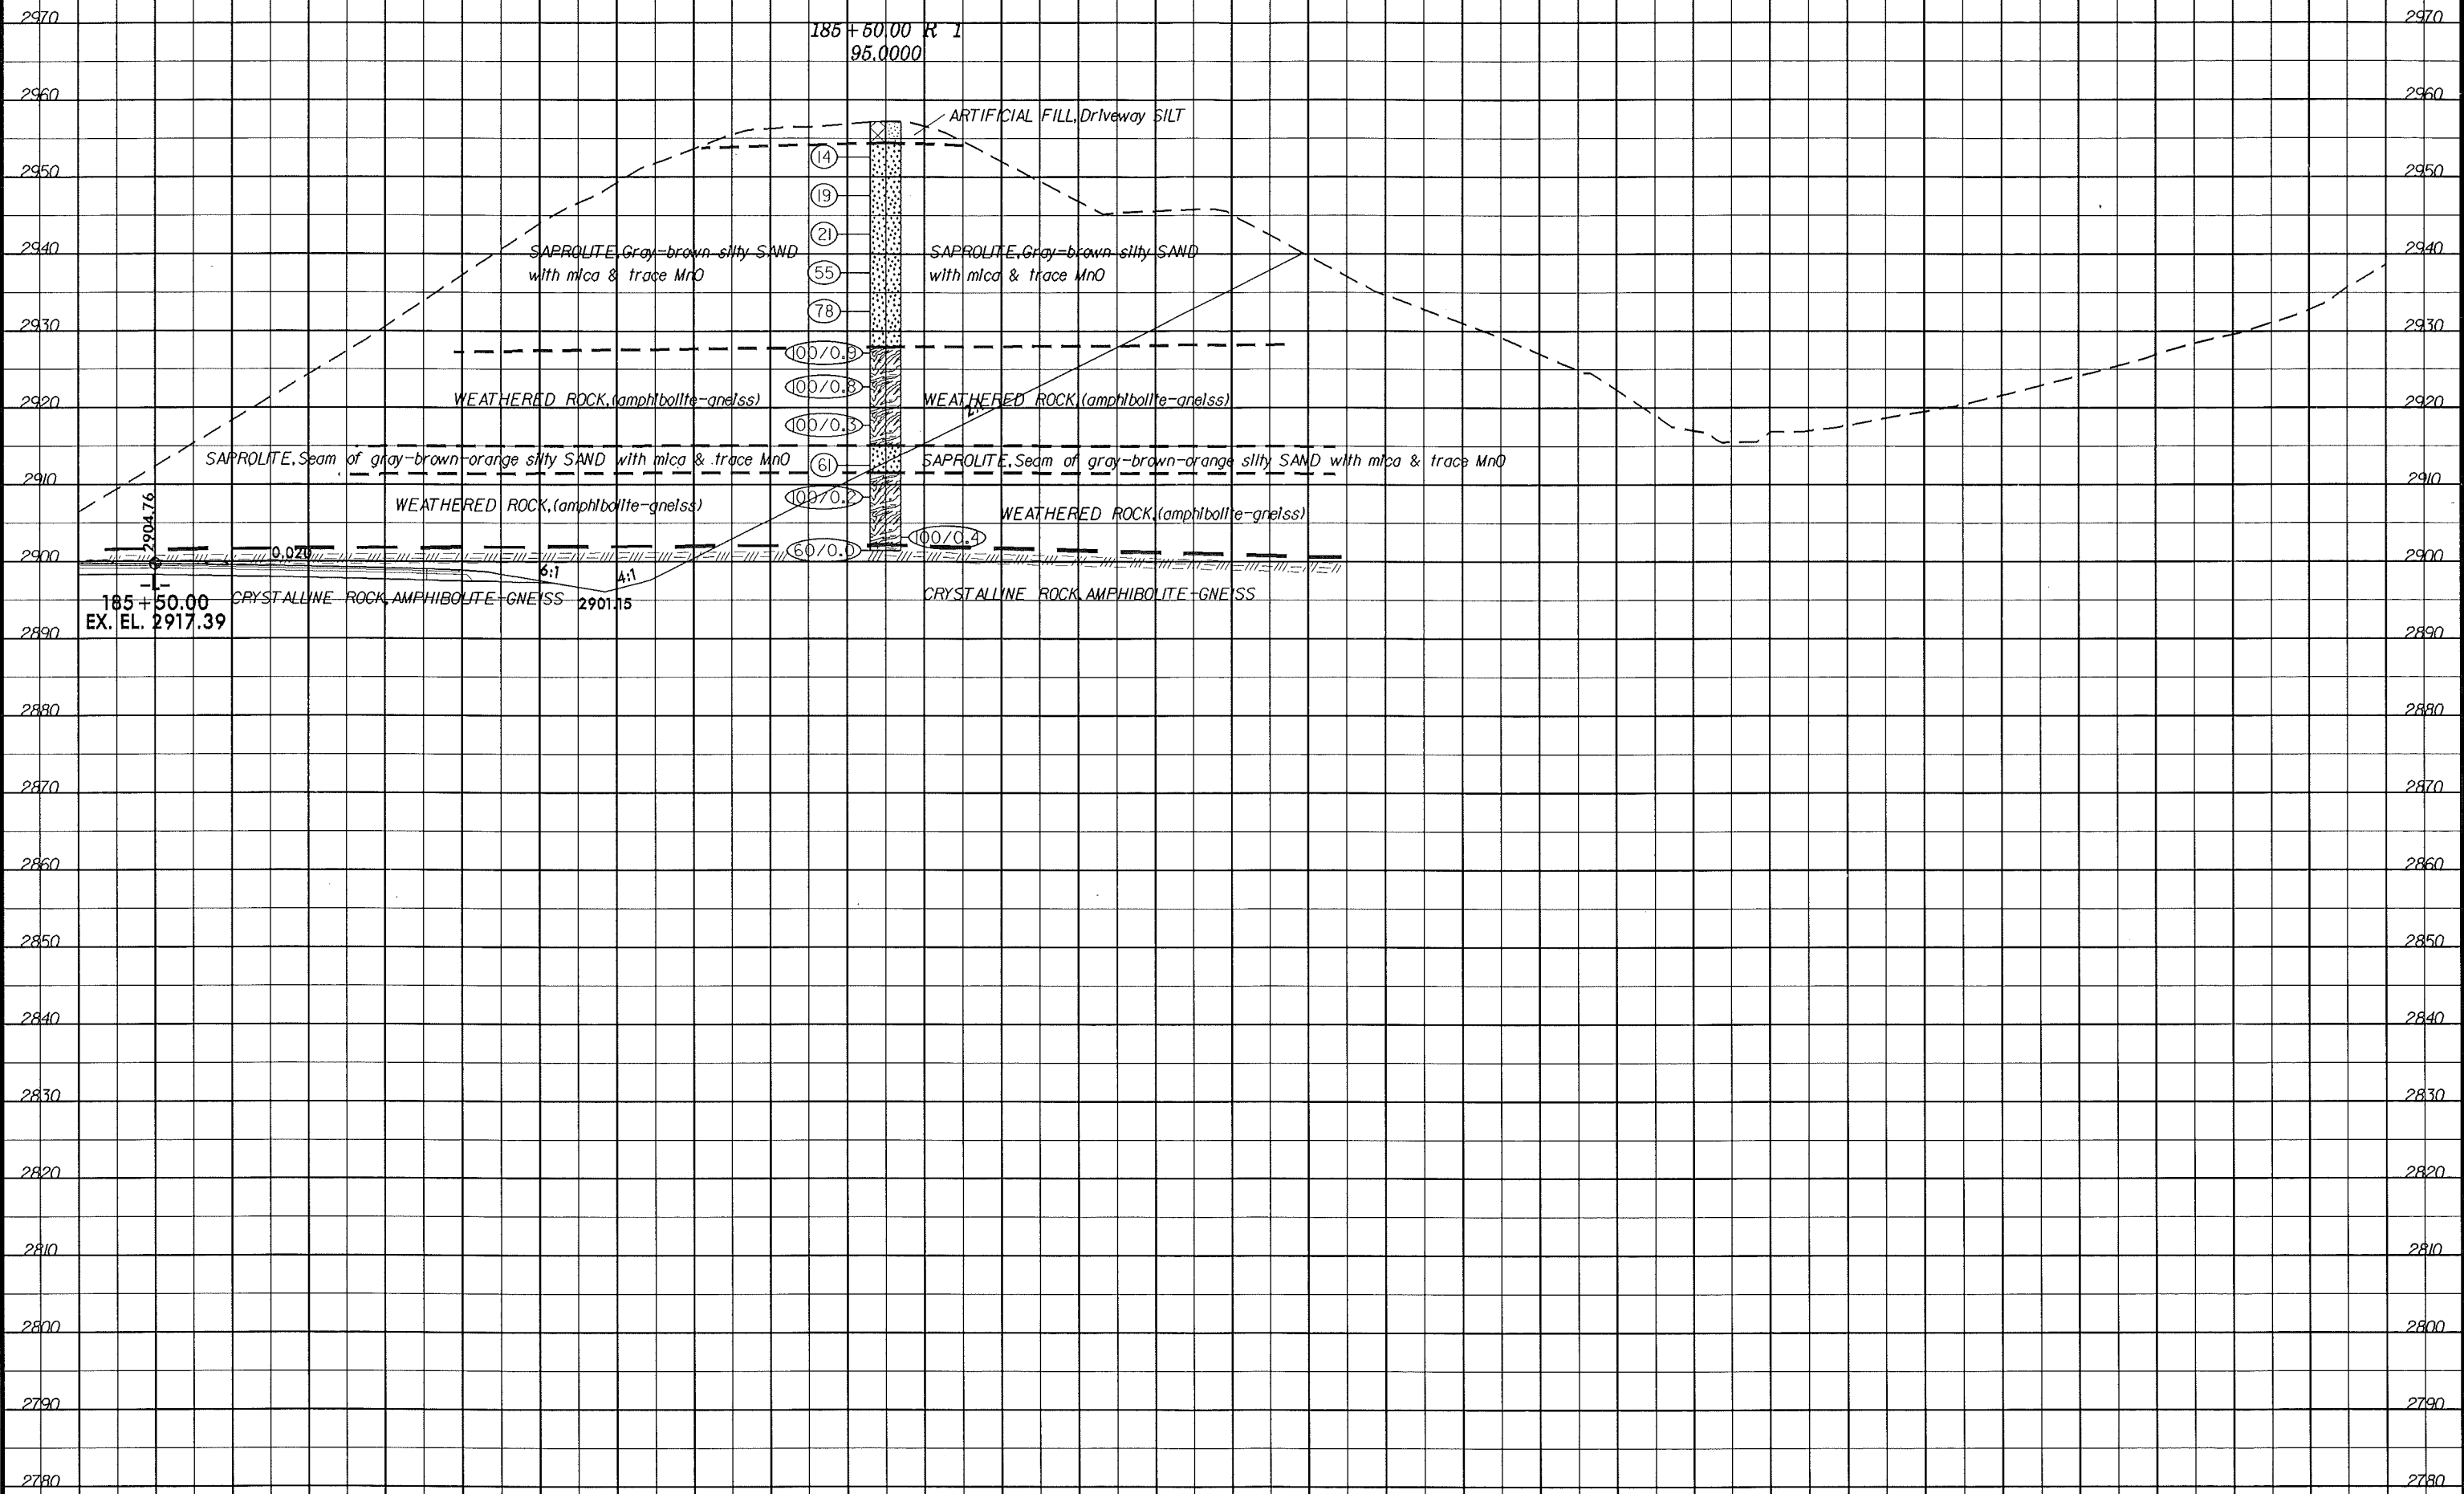 185+50.00 R 1
95.0000
2970 2970
2960 2960
ARTIFICIAL FILL, Driveway SILT
14
2950 2950
19
21
2940 2940
SAPROLITE, Gray-brown silty SAND
with mica & trace MnO
SAPROLITE, Gray-brown silty SAND
with mica & trace MnO
55
78
2930 2930
100/0.9
100/0.8
WEATHERED ROCK, (amphibolite-gneiss)
WEATHERED ROCK, (amphibolite-gneiss)
2920 2920
100/0.3
SAPROLITE, Seam of gray-brown-orange silty SAND with mica & trace MnO
61
SAPROLITE, Seam of gray-brown-orange silty SAND with mica & trace MnO
2910 2910
100/0.2
WEATHERED ROCK, (amphibolite-gneiss)
WEATHERED ROCK, (amphibolite-gneiss)
2904.76
100/0.4
60/0.0
0.020
2900 2900
6:1
4:1
-L-
185+50.00
EX. EL. 2917.39
CRYSTALLINE ROCK, AMPHIBOLITE-GNEISS
2901.15
CRYSTALLINE ROCK, AMPHIBOLITE-GNEISS
2890 2890
2880 2880
2870 2870
2860 2860
2850 2850
2840 2840
2830 2830
2820 2820
2810 2810
2800 2800
2790 2790
2780 2780